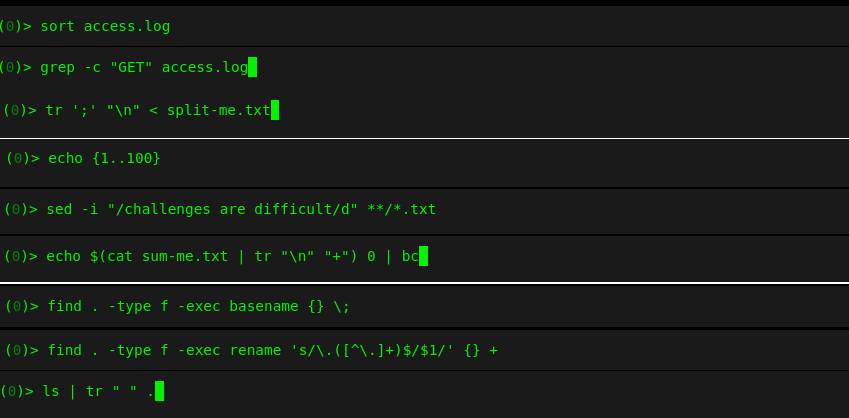 (0)> sort access.log
(0)> grep -c "GET" access.log
(0)> tr ';' "\n" < split-me.txt
(0)> echo {1..100}
(0)> sed -i "/challenges are difficult/d" **/*.txt
(0)> echo $(cat sum-me.txt | tr "\n" "+") 0 | bc
(0)> find . -type f -exec basename {} \;
(0)> find . -type f -exec rename 's/\.([^\.]+)$/$1/' {} +
(0)> ls | tr " " .